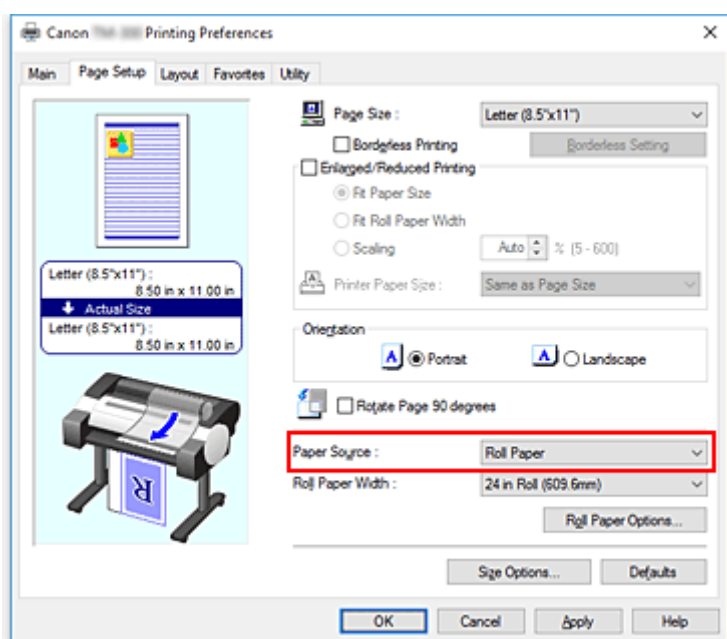 Canon Printing Preferences
Main Page Setup Layout Favorites Utility
Page Size : Letter (8.5"x11")
Borderless Printing Borderless Setting
Enlarged/Reduced Printing
Fit Paper Size
Fit Roll Paper Width
Scaling Auto % (5 - 600)
Printer Paper Size : Same as Page Size
Letter (8.5"x11") :
8.50 in x 11.00 in
Actual Size
Letter (8.5"x11") :
8.50 in x 11.00 in
Orientation
A Portrait A Landscape
Rotate Page 90 degrees
R
Paper Source : Roll Paper
Roll Paper Width : 24 in Roll (609.6mm)
Roll Paper Options...
Size Options... Defaults
OK Cancel Apply Help